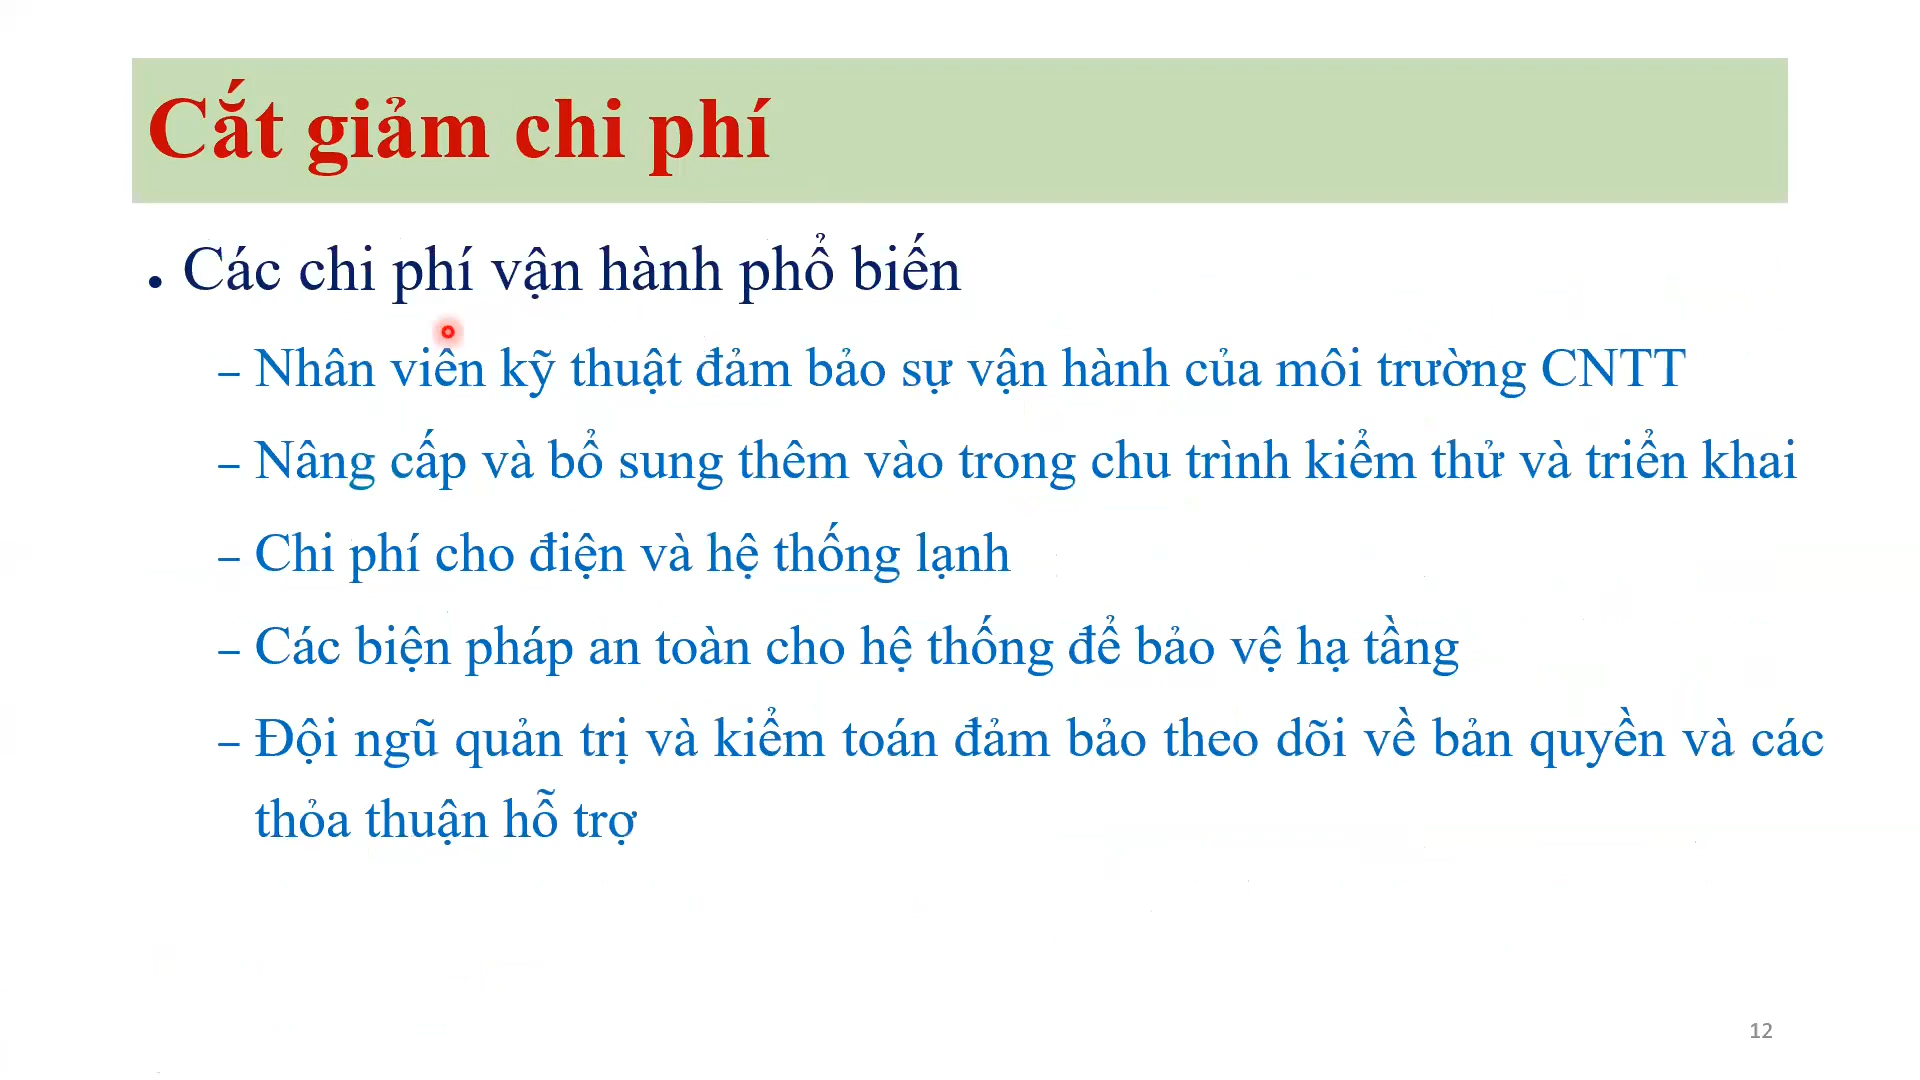 Cắt giảm chi phí
• Các chi phí vận hành phổ biến
– Nhân viên kỹ thuật đảm bảo sự vận hành của môi trường CNTT
– Nâng cấp và bổ sung thêm vào trong chu trình kiểm thử và triển khai
– Chi phí cho điện và hệ thống lạnh
– Các biện pháp an toàn cho hệ thống để bảo vệ hạ tầng
– Đội ngũ quản trị và kiểm toán đảm bảo theo dõi về bản quyền và các
thỏa thuận hỗ trợ
12